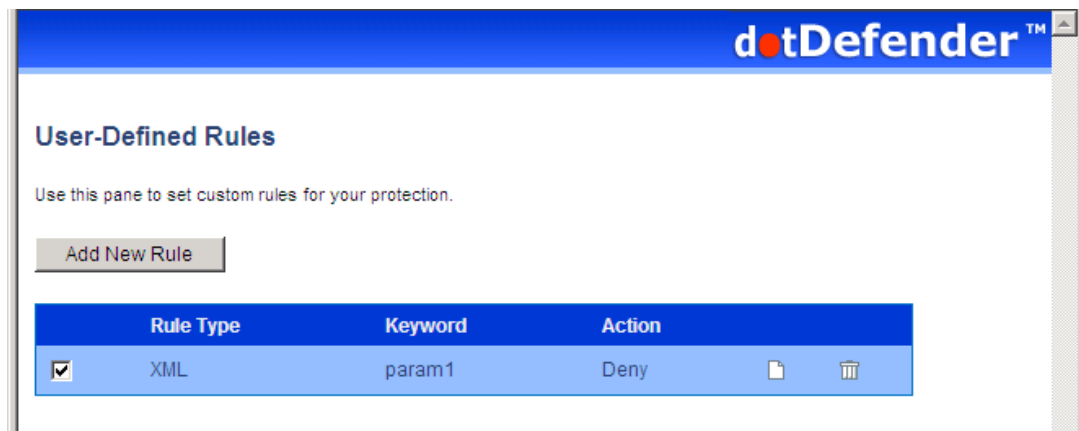 dotDefender™
User-Defined Rules
Use this pane to set custom rules for your protection.
Add New Rule
Rule Type Keyword Action
XML param1 Deny